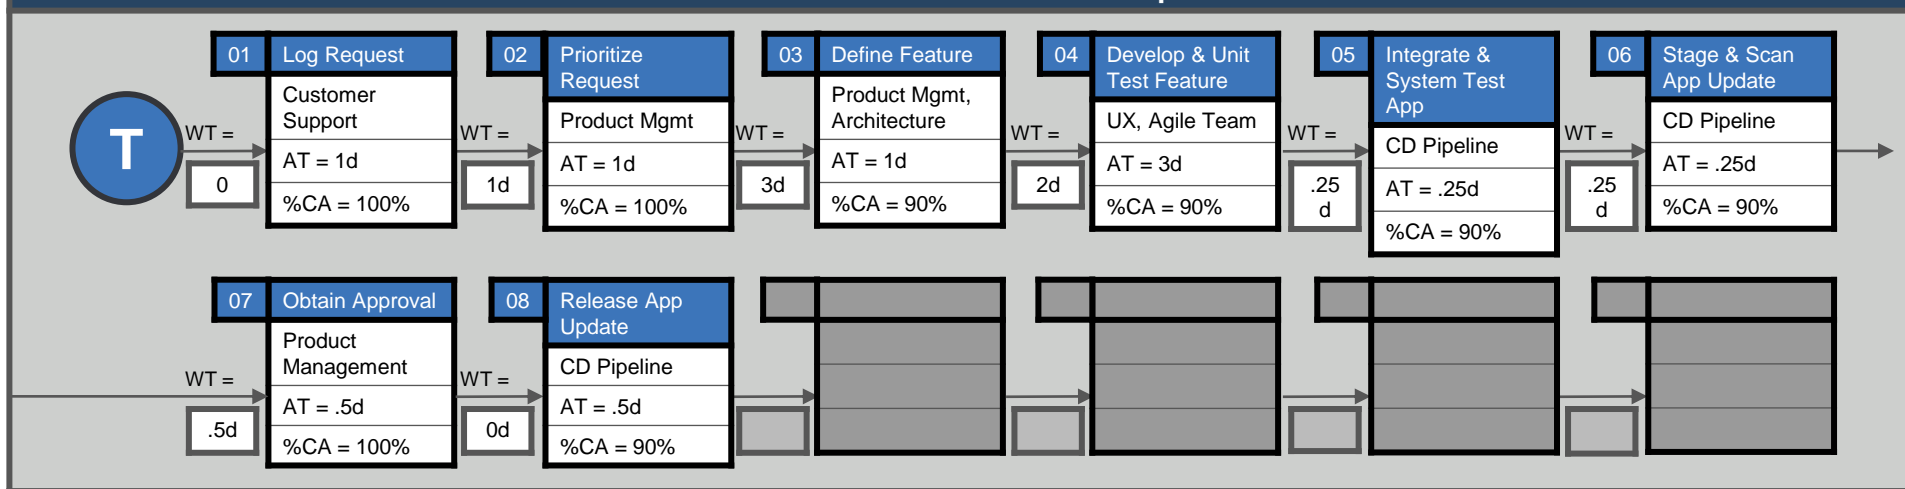 01 Log Request
Customer
Support
AT = 1d
%CA = 100%
02 Prioritize
Request
Product Mgmt
AT = 1d
%CA = 100%
03 Define Feature
Product Mgmt,
Architecture
AT = 1d
%CA = 90%
04 Develop & Unit
Test Feature
UX, Agile Team
AT = 3d
%CA = 90%
05 Integrate &
System Test
App
CD Pipeline
AT = .25d
%CA = 90%
06 Stage & Scan
App Update
CD Pipeline
AT = .25d
%CA = 90%
T
WT =
0
WT =
1d
WT =
3d
WT =
2d
WT =
.25
d
WT =
.25
d
07 Obtain Approval
Product
Management
AT = .5d
%CA = 100%
08 Release App
Update
CD Pipeline
AT = .5d
%CA = 90%
WT =
.5d
WT =
0d